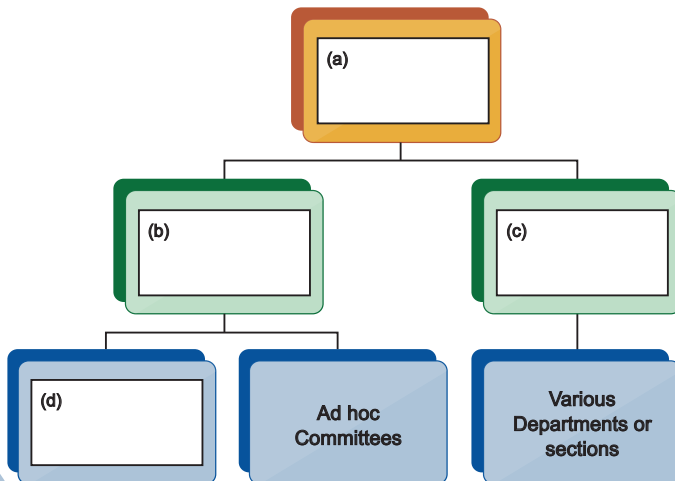 (a)
(b)
(c)
(d)
Ad hoc
Committees
Various
Departments or
sections